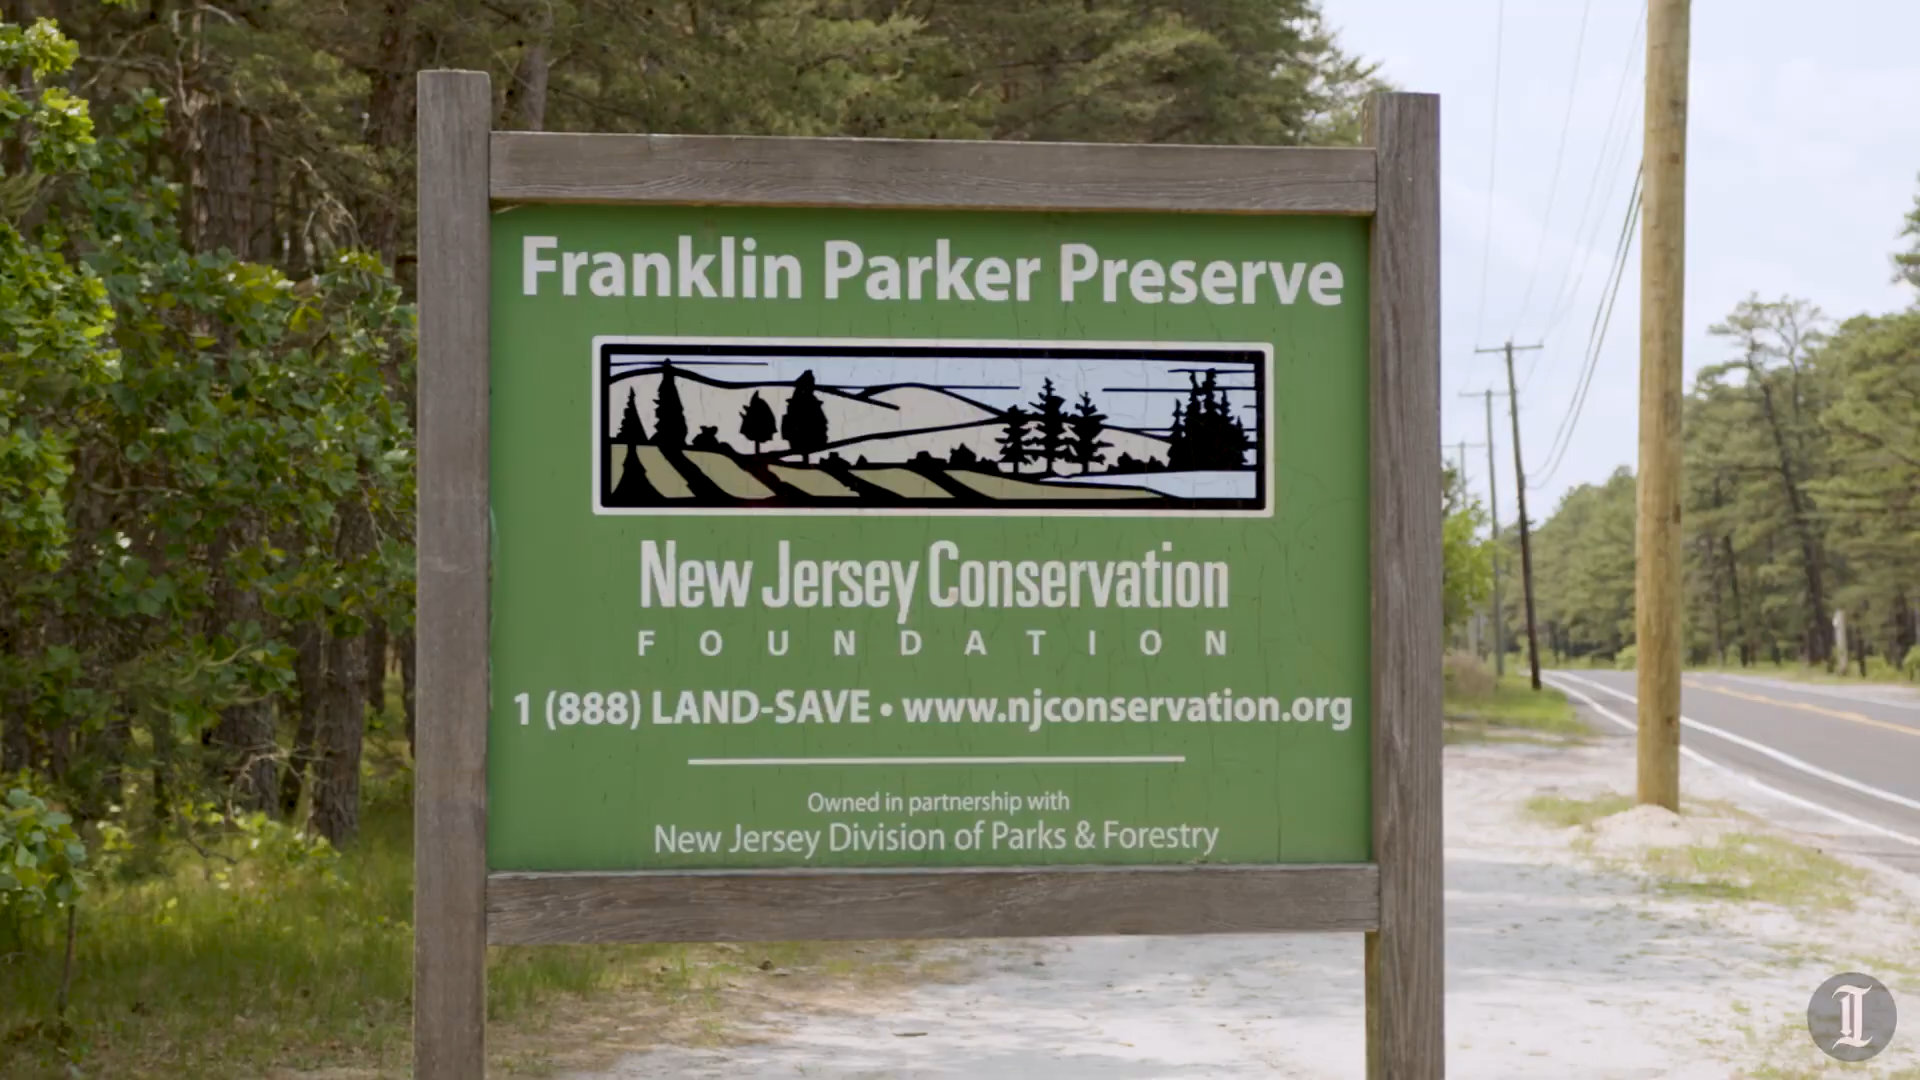 Franklin Parker Preserve
New Jersey Conservation
FOUNDATION
1 (888) LAND-SAVE • www.njconservation.org
Owned in partnership with
New Jersey Division of Parks & Forestry
I